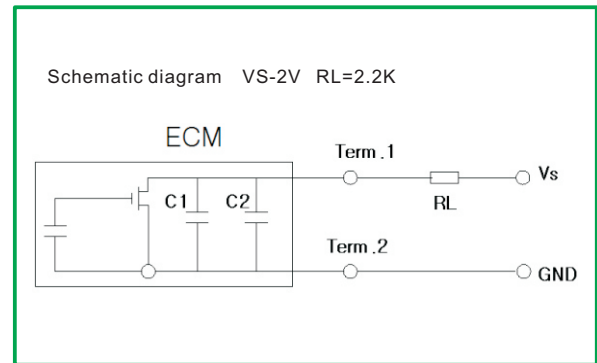 Schematic diagram VS-2V RL=2.2K
ECM
Term .1
Vs
C1 C2
RL
Term .2
GND